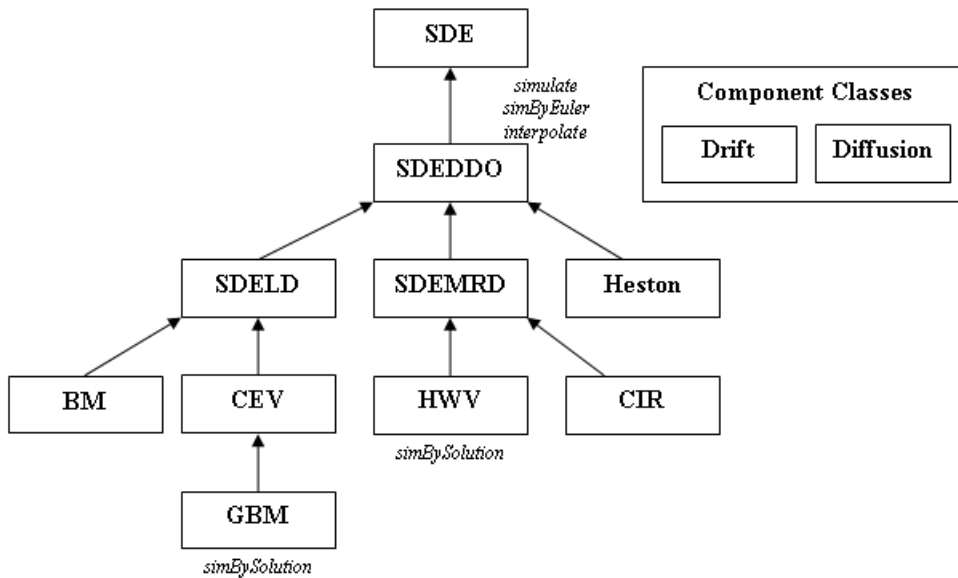 SDE
simulate
simByEuler
interpolate
Component Classes
Drift
Diffusion
SDEDDO
SDELD
SDEMRD
Heston
BM
CEV
HWV
CIR
simBySolution
GBM
simBySolution